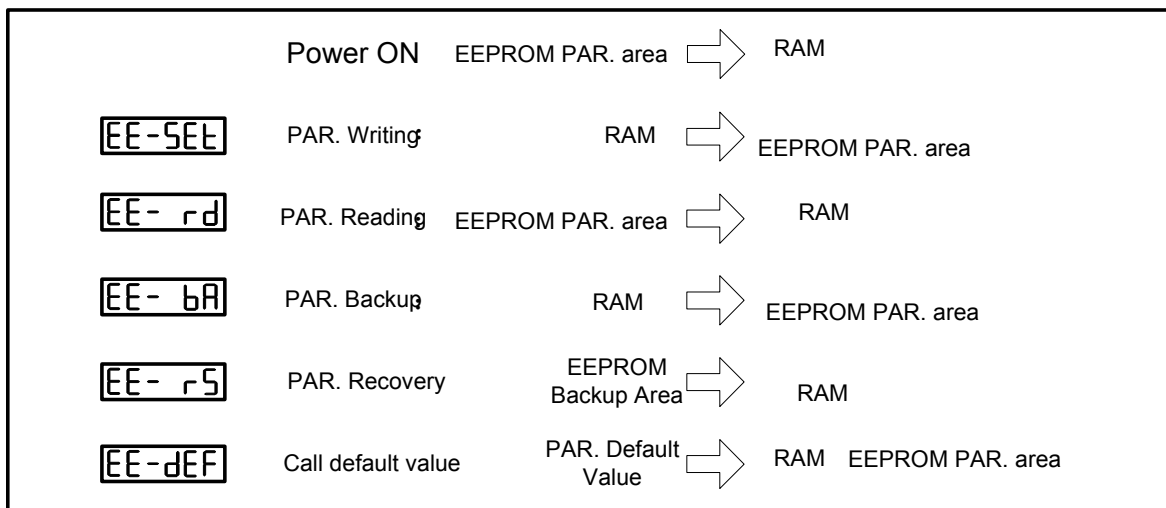 Power ON EEPROM PAR. area RAM
EE-SEt PAR. Writing: RAM EEPROM PAR. area
EE- rd PAR. Reading: EEPROM PAR. area RAM
EE- bA PAR. Backup: RAM EEPROM PAR. area
EE- rS PAR. Recovery EEPROM Backup Area RAM
EE-dEF Call default value PAR. Default Value RAM EEPROM PAR. area